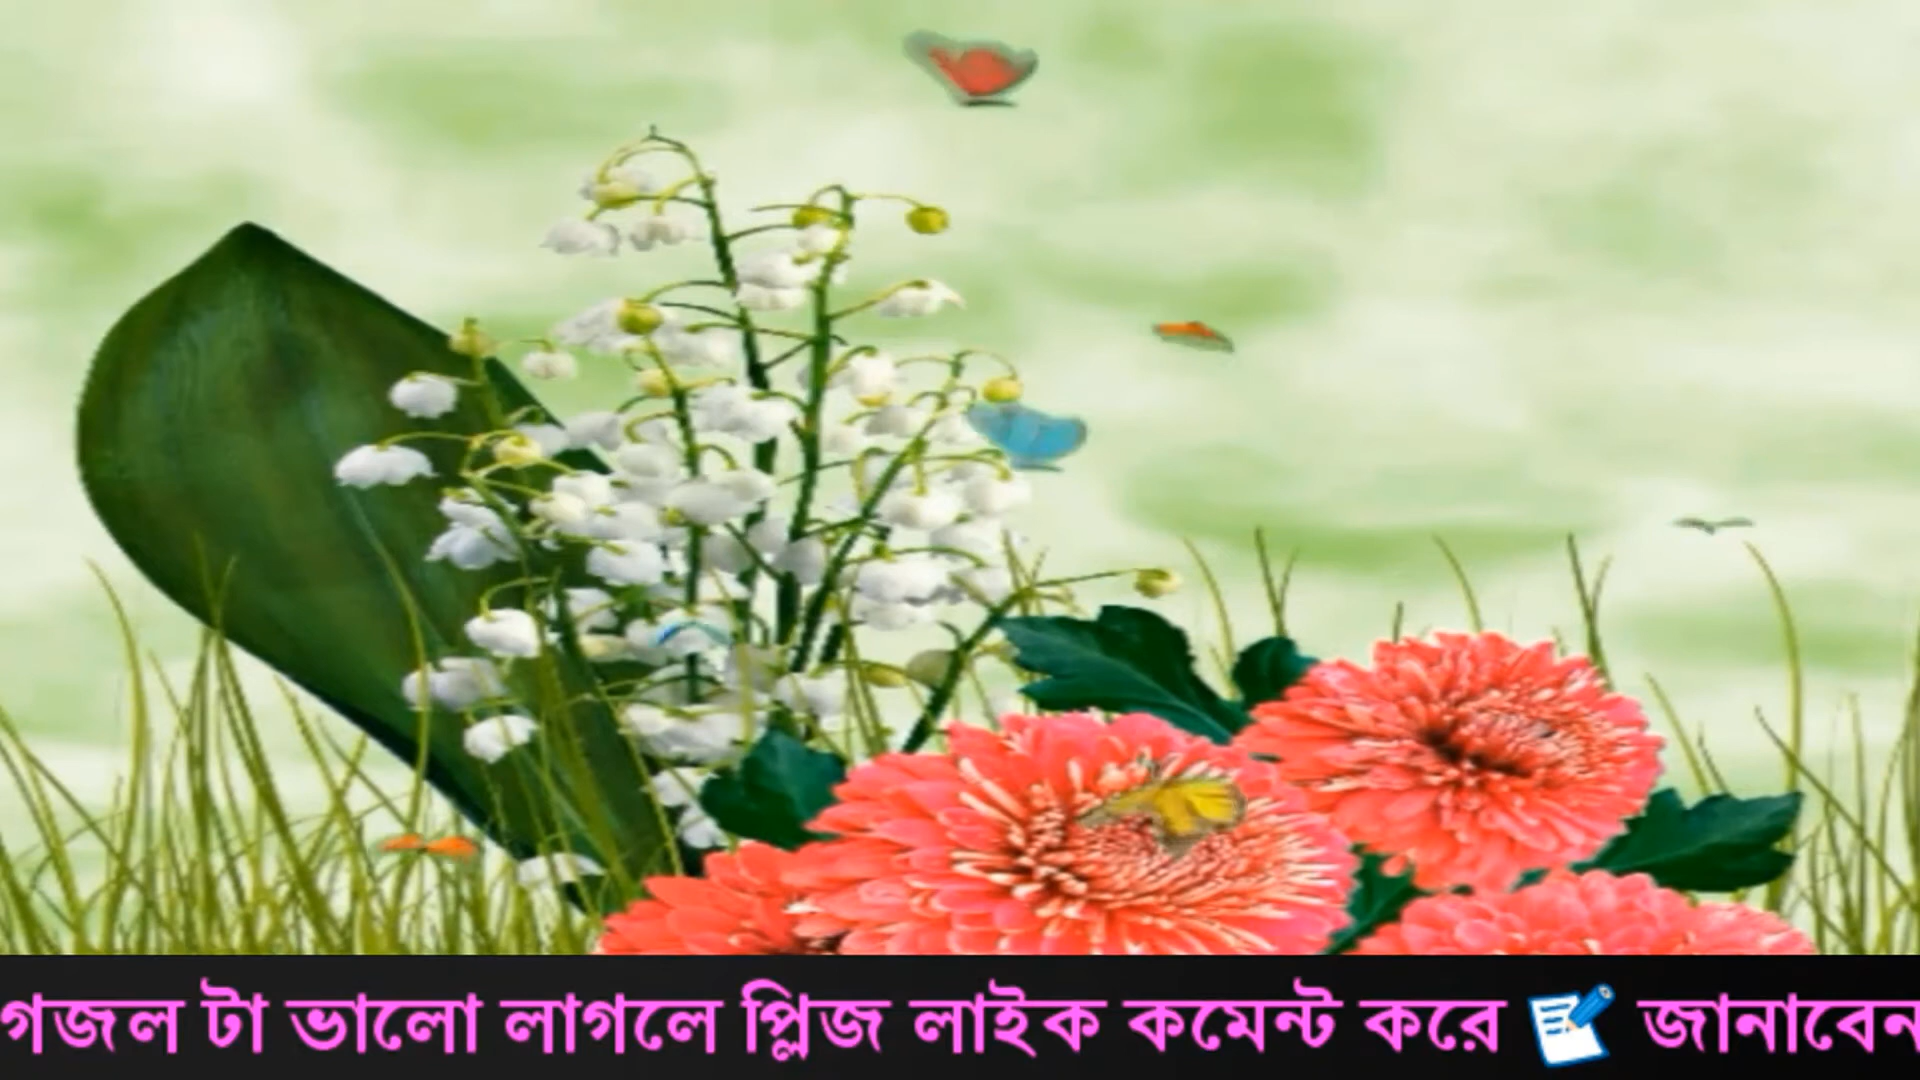 গজল টা ভালো লাগলে প্লিজ লাইক কমেন্ট করে 📝 জানাবেন